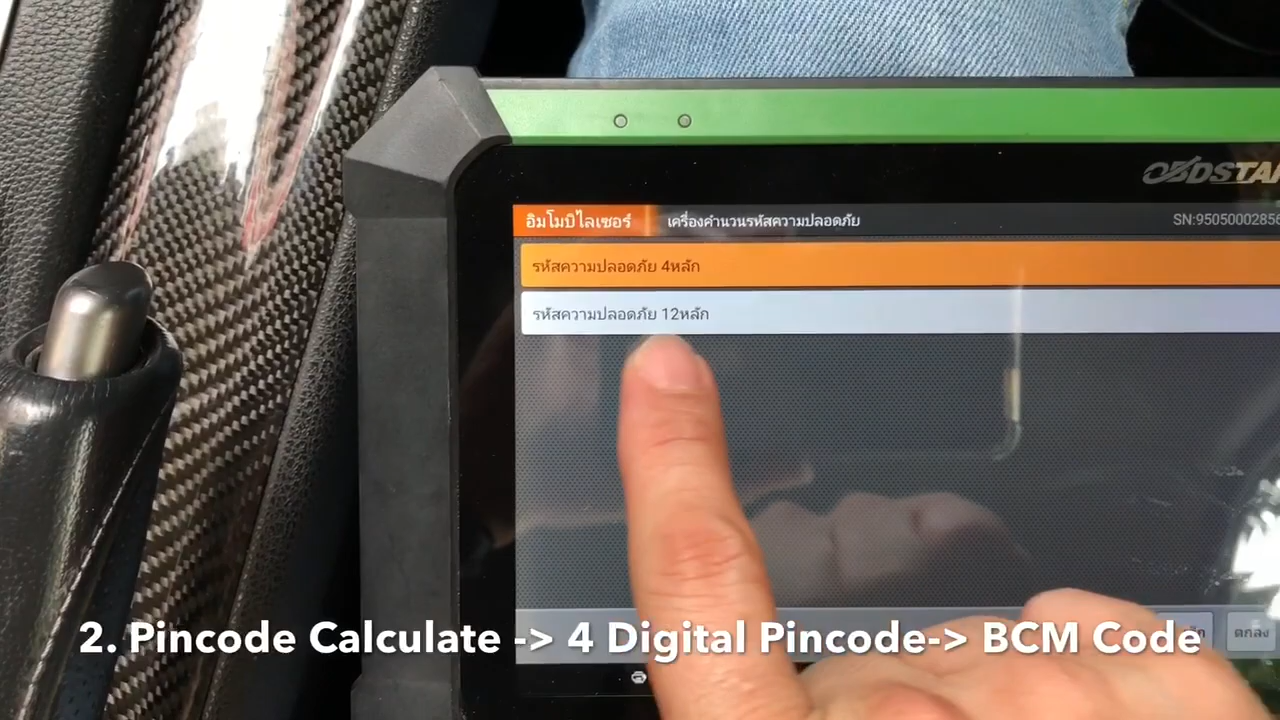 OBDSTAR
อิมโมบิไลเซอร์ เครื่องคำนวนรหัสความปลอดภัย SN:9505000285
รหัสความปลอดภัย 4หลัก
รหัสความปลอดภัย 12หลัก
ตกลง
2. Pincode Calculate -> 4 Digital Pincode-> BCM Code